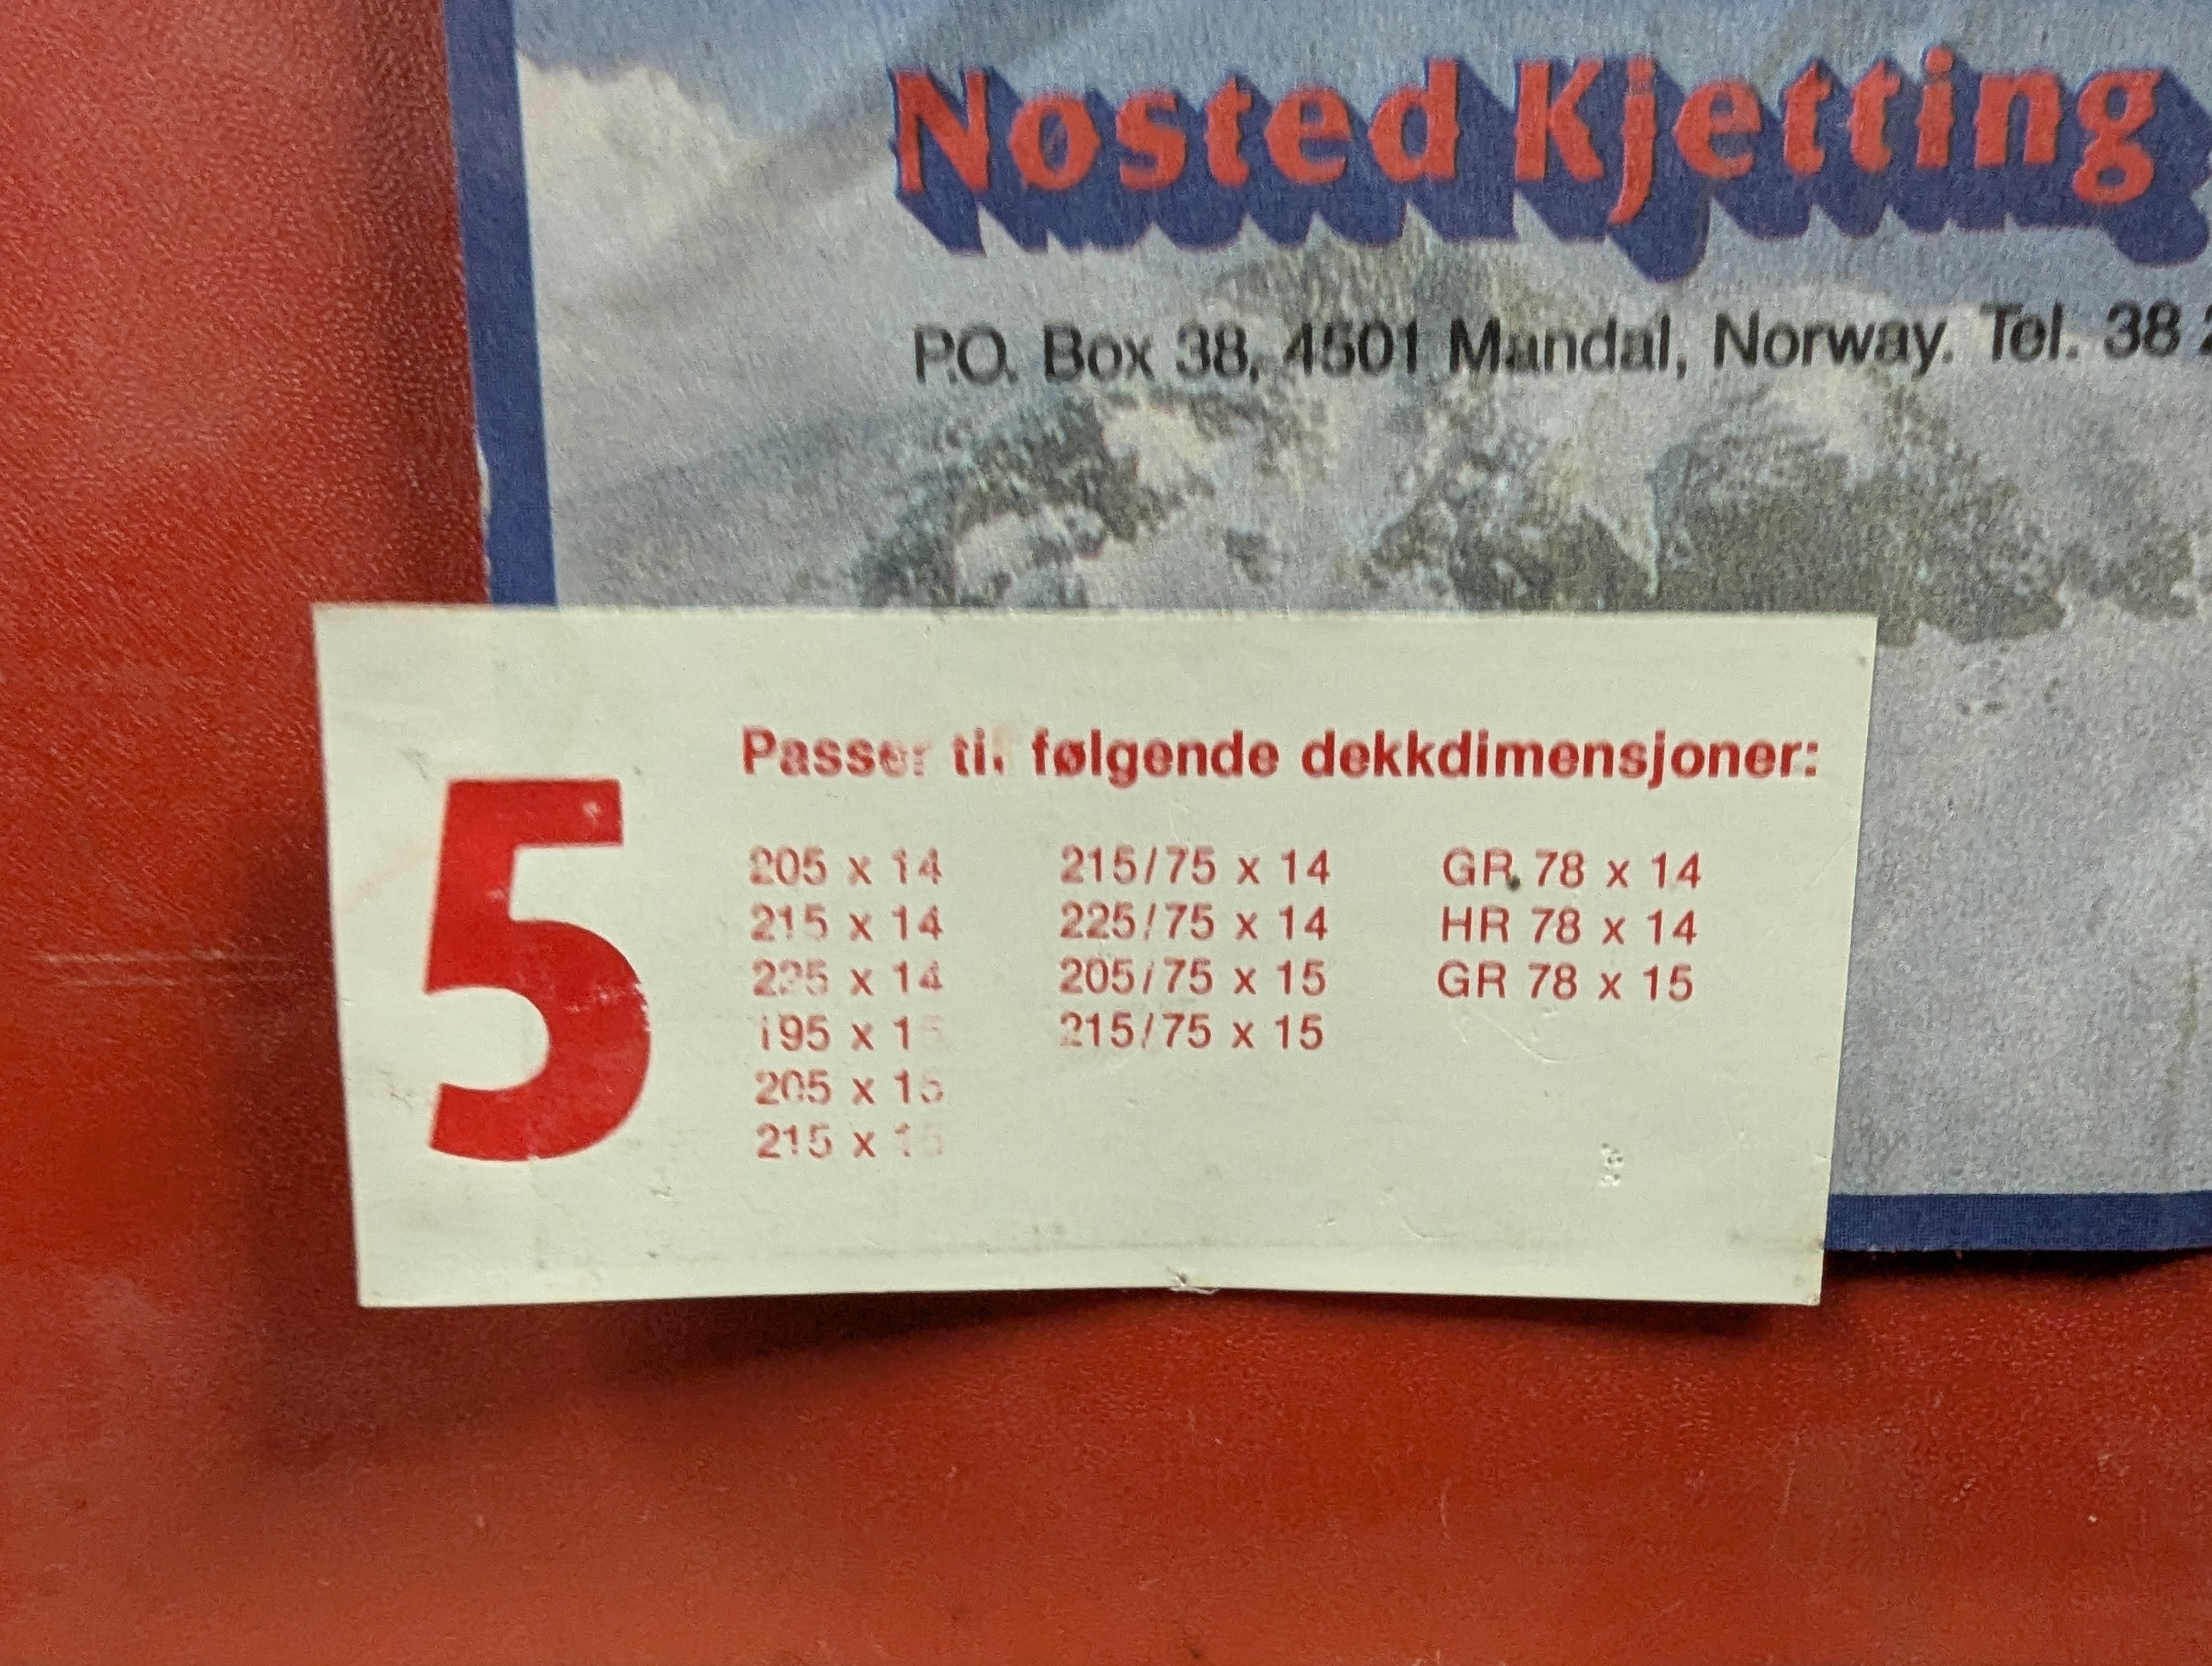 Nøsted Kjetting
P.O. Box 38, 4501 Mandal, Norway. Tel. 38
5
Passer til følgende dekkdimensjoner:
205 x 14 215/75 x 14 GR 78 x 14
215 x 14 225/75 x 14 HR 78 x 14
225 x 14 205/75 x 15 GR 78 x 15
195 x 15 215/75 x 15
205 x 15
215 x 15